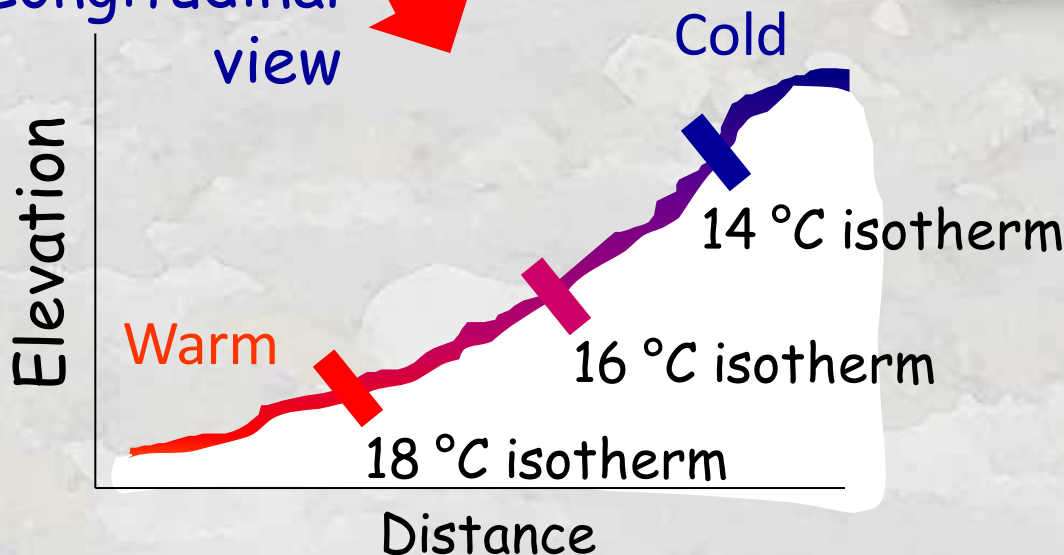 view
Cold
Elevation
14 °C isotherm
Warm
16 °C isotherm
18 °C isotherm
Distance